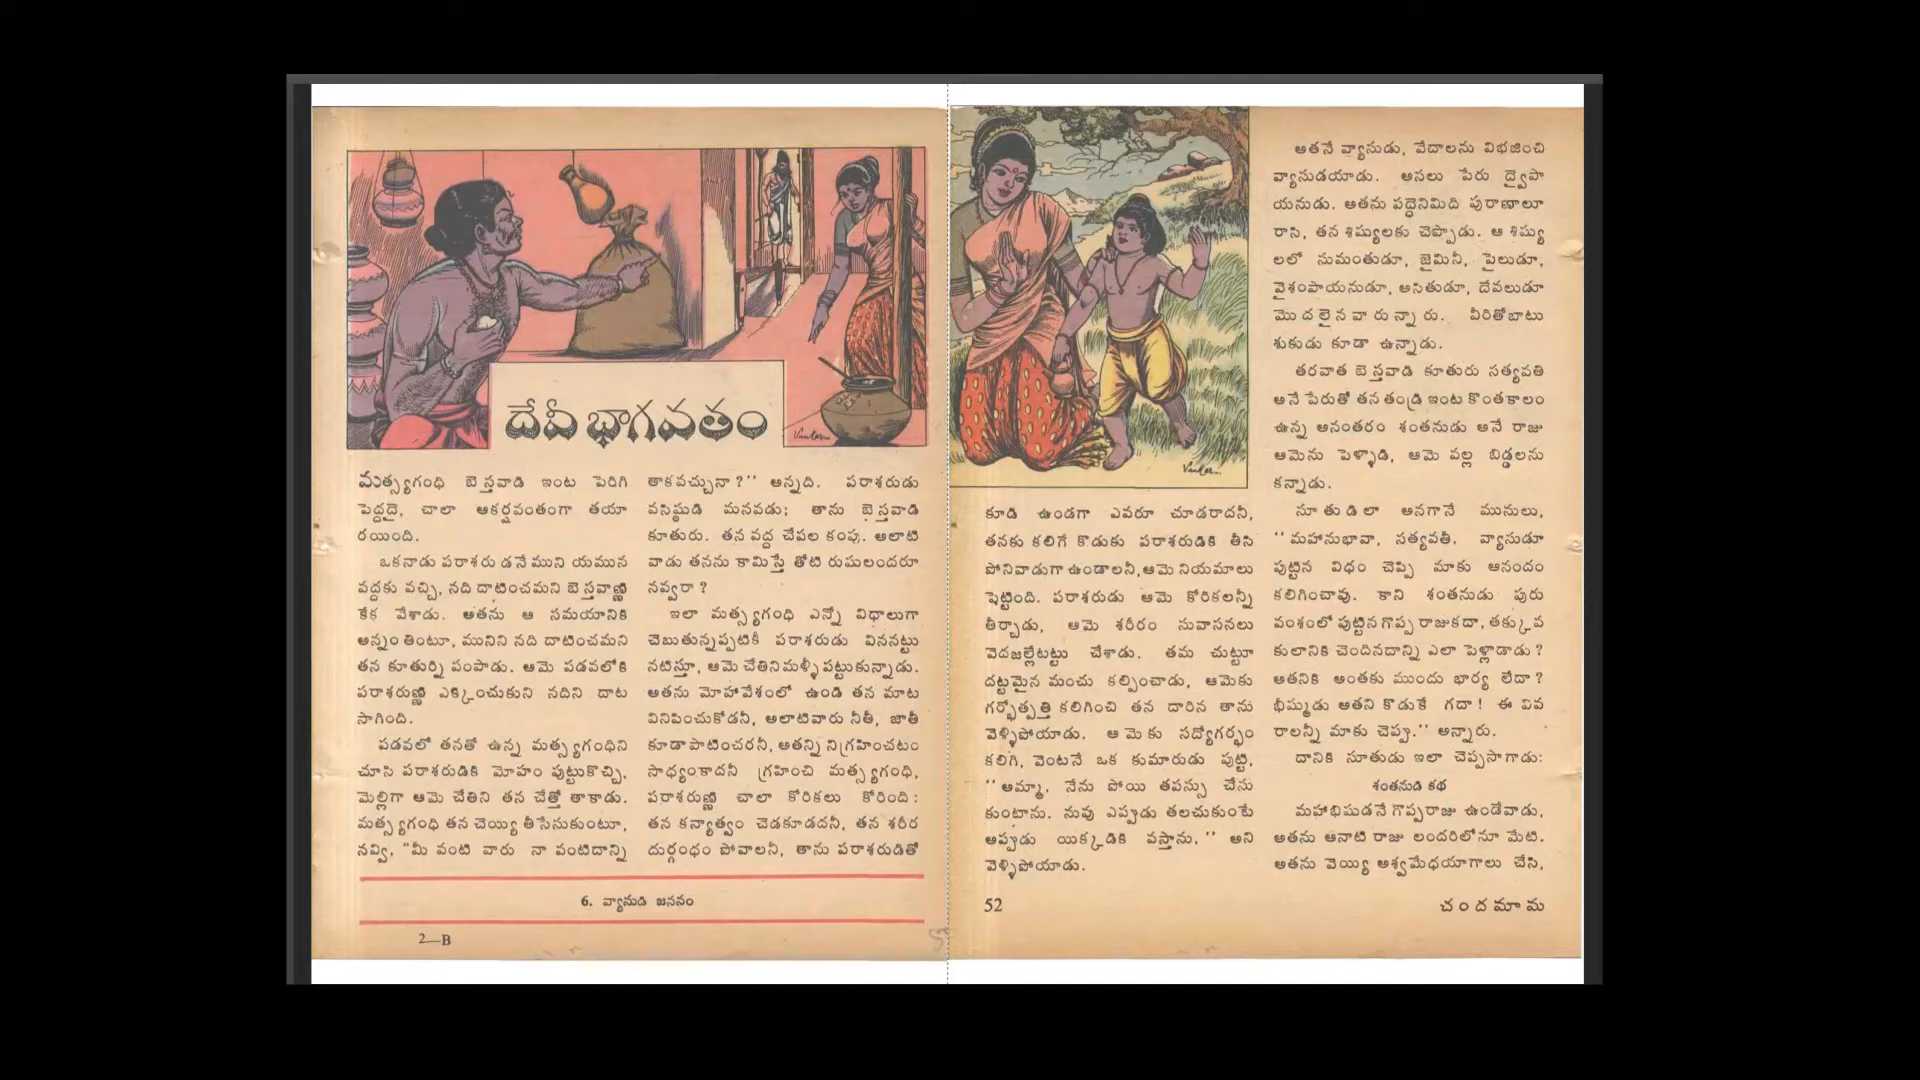 దేవీ భాగవతం
మత్స్యగంధి బెస్తవాడి ఇంట పెరిగి
పెద్దదై, చాలా ఆకర్షవంతంగా తయా
రయింది.
ఒకనాడు పరాశరు డనే ముని యమున
వద్దకు వచ్చి, నది దాటించమని బెస్తవాణ్ణి
కేక వేశాడు. అతను ఆ సమయానికి
అన్నం తింటూ, మునిని నది దాటించమని
తన కూతుర్ని పంపాడు. ఆమె పడవలోకి
పరాశరుణ్ణి ఎక్కించుకుని నదిని దాట
సాగింది.
పడవలో తనతో ఉన్న మత్స్యగంధిని
చూసి పరాశరుడికి మోహం పుట్టుకొచ్చి,
మెల్లిగా ఆమె చేతిని తన చేత్తో తాకాడు.
మత్స్యగంధి తన చెయ్యి తీసేసుకుంటూ,
నవ్వి, "మీ వంటి వారు నా వంటిదాన్ని
తాకవచ్చునా?" అన్నది. పరాశరుడు
వసిష్ఠుడి మనవడు; తాను బెస్తవాడి
కూతురు. తన వద్ద చేపల కంపు. అలాటి
వాడు తనను కామిస్తే తోటి రుషులందరూ
నవ్వరా?
ఇలా మత్స్యగంధి ఎన్నో విధాలుగా
చెబుతున్నప్పటికీ పరాశరుడు విననట్టు
నటిస్తూ, ఆమె చేతిని మళ్ళీ పట్టుకున్నాడు.
అతను మోహావేశంలో ఉండి తన మాట
వినిపించుకోడనీ, అలాటివారు నీతీ, జాతీ
కూడా పాటించరనీ, అతన్ని నిగ్రహించటం
సాధ్యంకాదనీ గ్రహించి మత్స్యగంధి,
పరాశరుణ్ణి చాలా కోరికలు కోరింది:
తన కన్యాత్వం చెడకూడదనీ, తన శరీర
దుర్గంధం పోవాలనీ, తాను పరాశరుడితో
6. వ్యాసుడి జననం
2—B
కూడి ఉండగా ఎవరూ చూడరాదనీ,
తనకు కలిగే కొడుకు పరాశరుడికి తీసి
పోనివాడుగా ఉండాలనీ, ఆమె నియమాలు
పెట్టింది. పరాశరుడు ఆమె కోరికలన్నీ
తీర్చాడు, ఆమె శరీరం సువాసనలు
వెదజల్లేటట్టు చేశాడు. తమ చుట్టూ
దట్టమైన మంచు కల్పించాడు, ఆమెకు
గర్భోత్పత్తి కలిగించి తన దారిన తాను
వెళ్ళిపోయాడు. ఆమెకు సద్యోగర్భం
కలిగి, వెంటనే ఒక కుమారుడు పుట్టి,
"అమ్మా, నేను పోయి తపస్సు చేసు
కుంటాను. నువు ఎప్పుడు తలచుకుంటే
అప్పుడు యిక్కడికి వస్తాను," అని
వెళ్ళిపోయాడు.
52
అతనే వ్యాసుడు, వేదాలను విభజించి
వ్యాసుడయాడు. అసలు పేరు ద్వైపా
యనుడు. అతను పద్దెనిమిది పురాణాలూ
రాసి, తన శిష్యులకు చెప్పాడు. ఆ శిష్యు
లలో సుమంతుడూ, జైమినీ, పైలుడూ,
వైశంపాయనుడూ, అసితుడూ, దేవలుడూ
మొదలైన వారున్నారు. వీరితోబాటు
శుకుడు కూడా ఉన్నాడు.
తరవాత బెస్తవాడి కూతురు సత్యవతి
అనే పేరుతో తన తండ్రి ఇంట కొంతకాలం
ఉన్న అనంతరం శంతనుడు అనే రాజు
ఆమెను పెళ్ళాడి, ఆమె వల్ల బిడ్డలను
కన్నాడు.
సూతుడిలా అనగానే మునులు,
"మహానుభావా, సత్యవతీ, వ్యాసుడూ
పుట్టిన విధం చెప్పి మాకు ఆనందం
కలిగించావు. కాని శంతనుడు పురు
వంశంలో పుట్టిన గొప్ప రాజుకదా, తక్కువ
కులానికి చెందినదాన్ని ఎలా పెళ్లాడాడు?
అతనికి అంతకు ముందు భార్య లేదా?
భీష్ముడు అతని కొడుకే గదా! ఈ వివ
రాలన్నీ మాకు చెప్పు." అన్నారు.
దానికి సూతుడు ఇలా చెప్పసాగాడు:
శంతనుడి కథ
మహాభిషుడనే గొప్పరాజు ఉండేవాడు,
అతను ఆనాటి రాజు లందరిలోనూ మేటి.
అతను వెయ్యి అశ్వమేధయాగాలు చేసి,
చందమామ